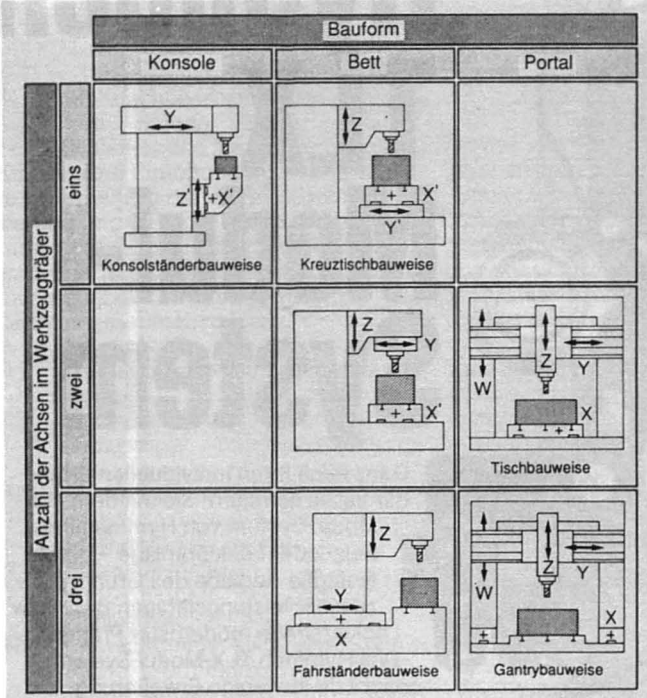 Bauform
Konsole Bett Portal
Anzahl der Achsen im Werkzeugträger
eins
Y
Z' +X'
Konsolständerbauweise
Z
+ X'
Y'
Kreuztischbauweise
zwei
Z Y
+ X'
W Z Y
X
+
Tischbauweise
drei
Z
Y
+
X
Fahrständerbauweise
W Z Y
X
+ +
Gantrybauweise